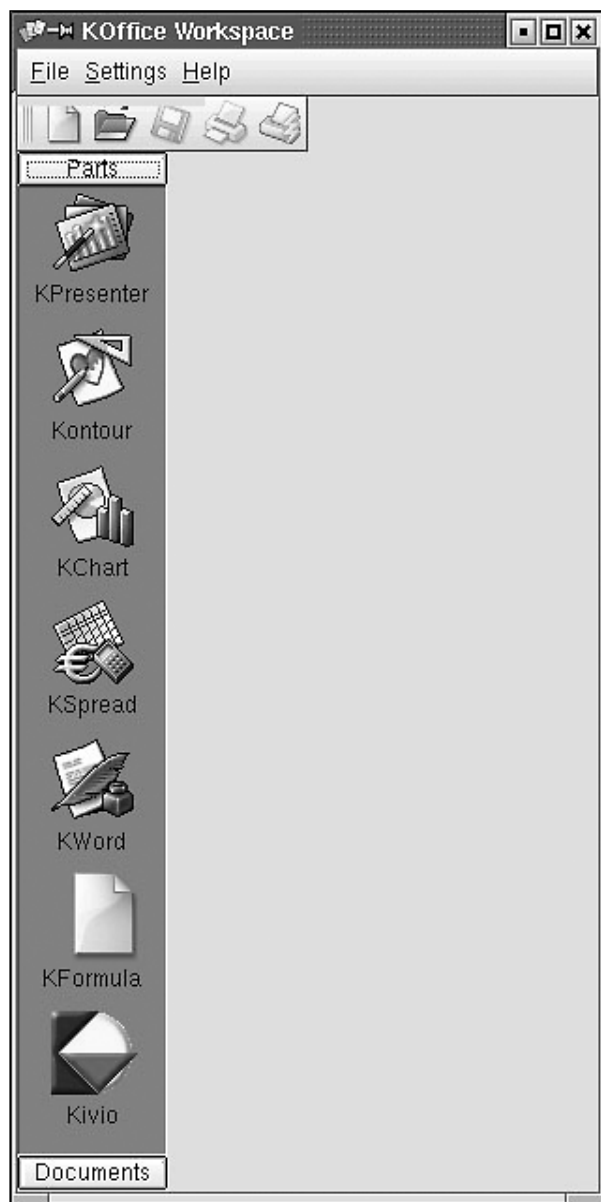 KOffice Workspace
File Settings Help
Parts
KPresenter
Kontour
KChart
KSpread
KWord
KFormula
Kivio
Documents